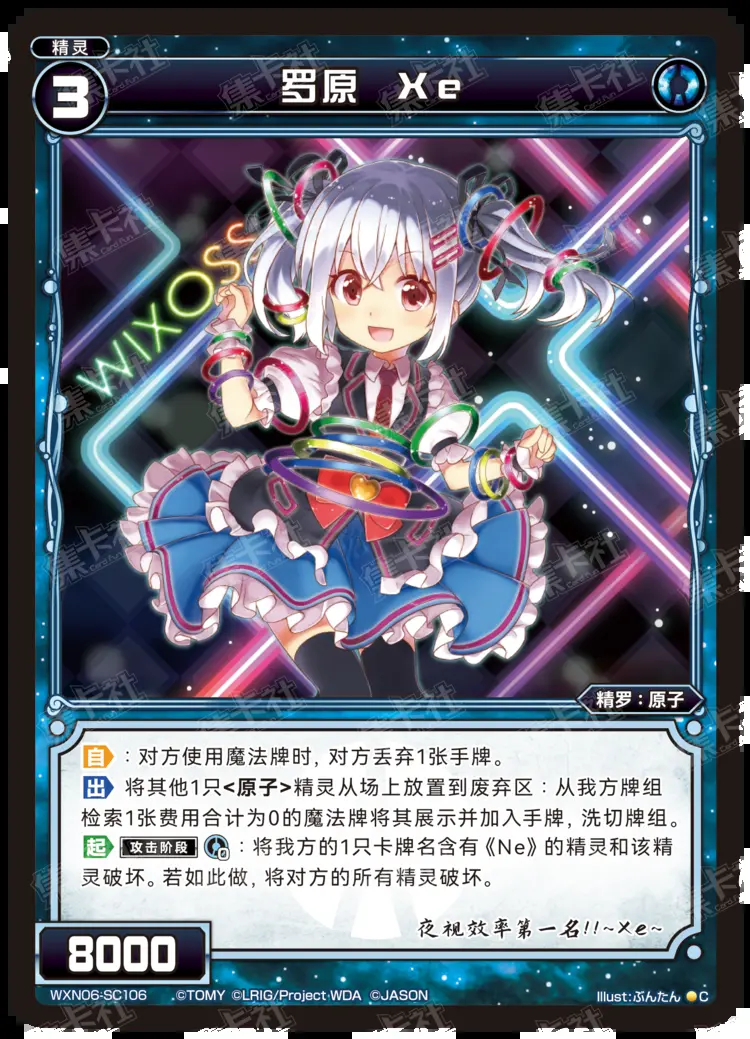 精灵
3
罗原 Xe
WIXOSS
精罗：原子
自：对方使用魔法牌时，对方丢弃1张手牌。
出 将其他1只<原子>精灵从场上放置到废弃区：从我方牌组
检索1张费用合计为0的魔法牌将其展示并加入手牌，洗切牌组。
起 攻击阶段 0：将我方的1只卡牌名含有《Ne》的精灵和该精
灵破坏。若如此做，将对方的所有精灵破坏。
夜视效率第一名!!~Xe~
8000
WXN06-SC106 ©TOMY ©LRIG/Project WDA ©JASON
Illust:ぶんたん C
集卡社